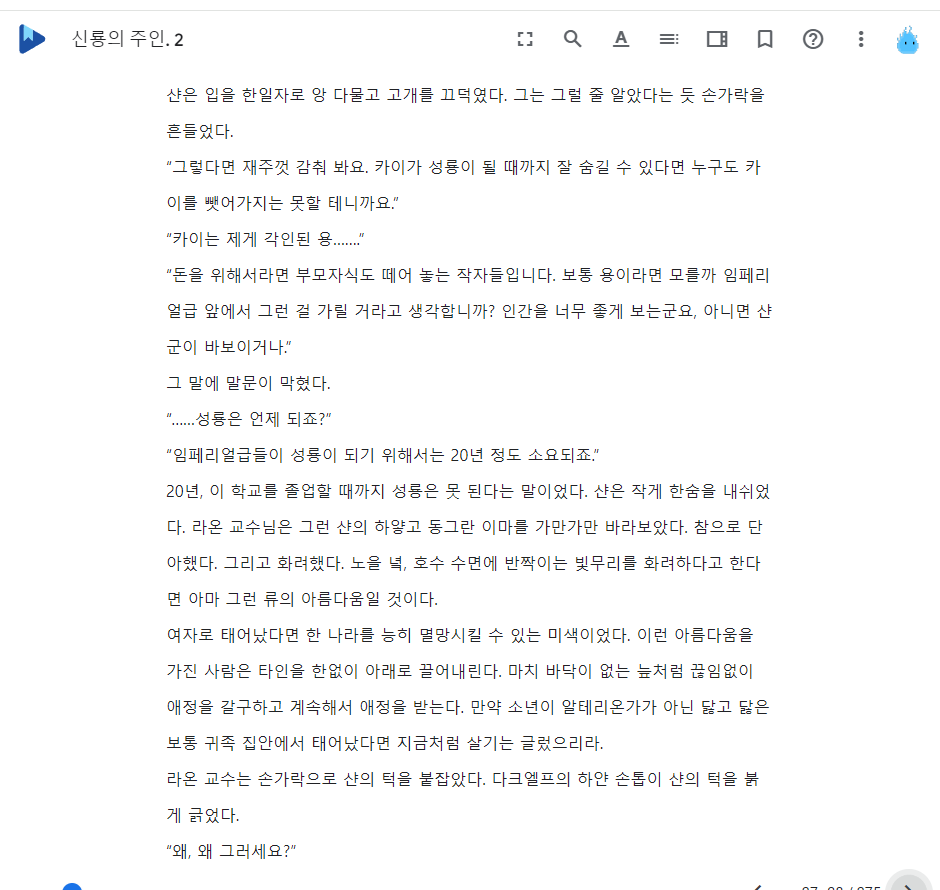 신룡의 주인. 2
샨은 입을 한일자로 앙 다물고 고개를 끄덕였다. 그는 그럴 줄 알았다는 듯 손가락을
흔들었다.
“그렇다면 재주껏 감춰 봐요. 카이가 성룡이 될 때까지 잘 숨길 수 있다면 누구도 카
이를 뺏어가지는 못할 테니까요.”
“카이는 제게 각인된 용…….”
“돈을 위해서라면 부모자식도 떼어 놓는 작자들입니다. 보통 용이라면 모를까 임페리
얼급 앞에서 그런 걸 가릴 거라고 생각합니까? 인간을 너무 좋게 보는군요, 아니면 샨
군이 바보이거나.”
그 말에 말문이 막혔다.
“……성룡은 언제 되죠?”
“임페리얼급들이 성룡이 되기 위해서는 20년 정도 소요되죠.”
20년, 이 학교를 졸업할 때까지 성룡은 못 된다는 말이었다. 샨은 작게 한숨을 내쉬었
다. 라온 교수님은 그런 샨의 하얗고 동그란 이마를 가만가만 바라보았다. 참으로 단
아했다. 그리고 화려했다. 노을 녘, 호수 수면에 반짝이는 빛무리를 화려하다고 한다
면 아마 그런 류의 아름다움일 것이다.
여자로 태어났다면 한 나라를 능히 멸망시킬 수 있는 미색이었다. 이런 아름다움을
가진 사람은 타인을 한없이 아래로 끌어내린다. 마치 바닥이 없는 늪처럼 끊임없이
애정을 갈구하고 계속해서 애정을 받는다. 만약 소년이 알테리온가가 아닌 닳고 닳은
보통 귀족 집안에서 태어났다면 지금처럼 살기는 글렀으리라.
라온 교수는 손가락으로 샨의 턱을 붙잡았다. 다크엘프의 하얀 손톱이 샨의 턱을 붉
게 긁었다.
“왜, 왜 그러세요?”